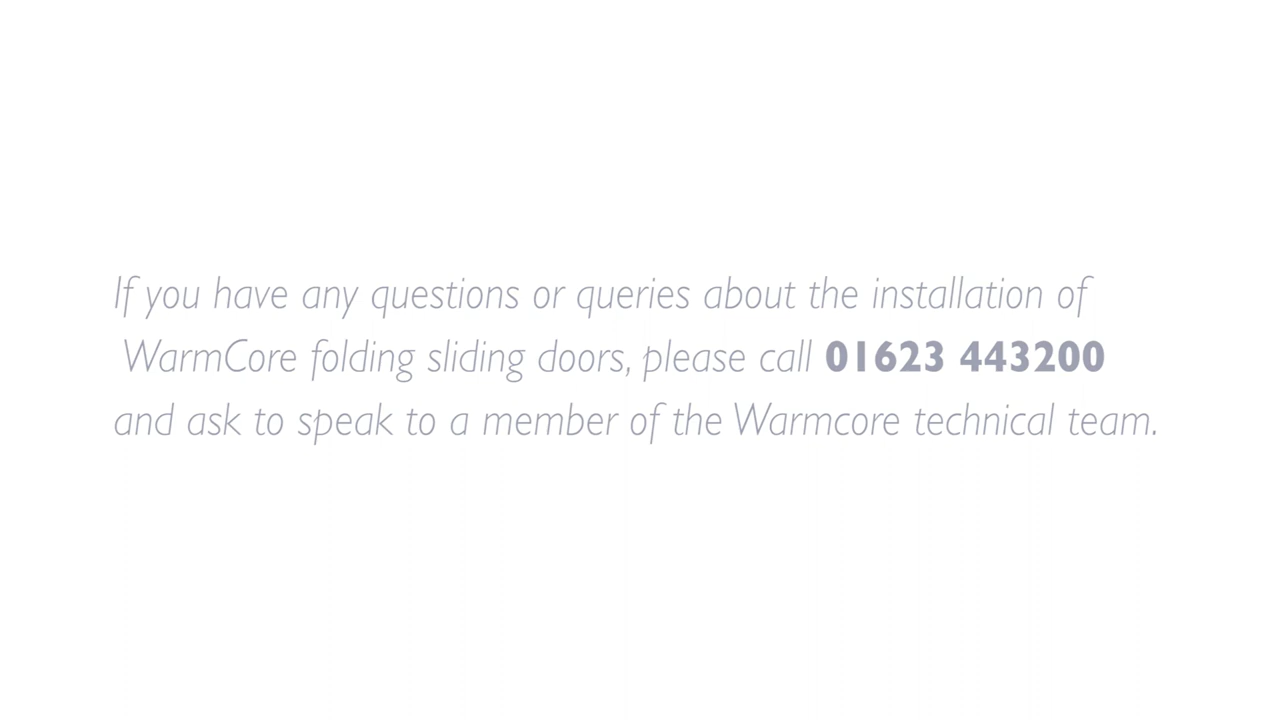 If you have any questions or queries about the installation of
WarmCore folding sliding doors, please call 01623 443200
and ask to speak to a member of the Warmcore technical team.